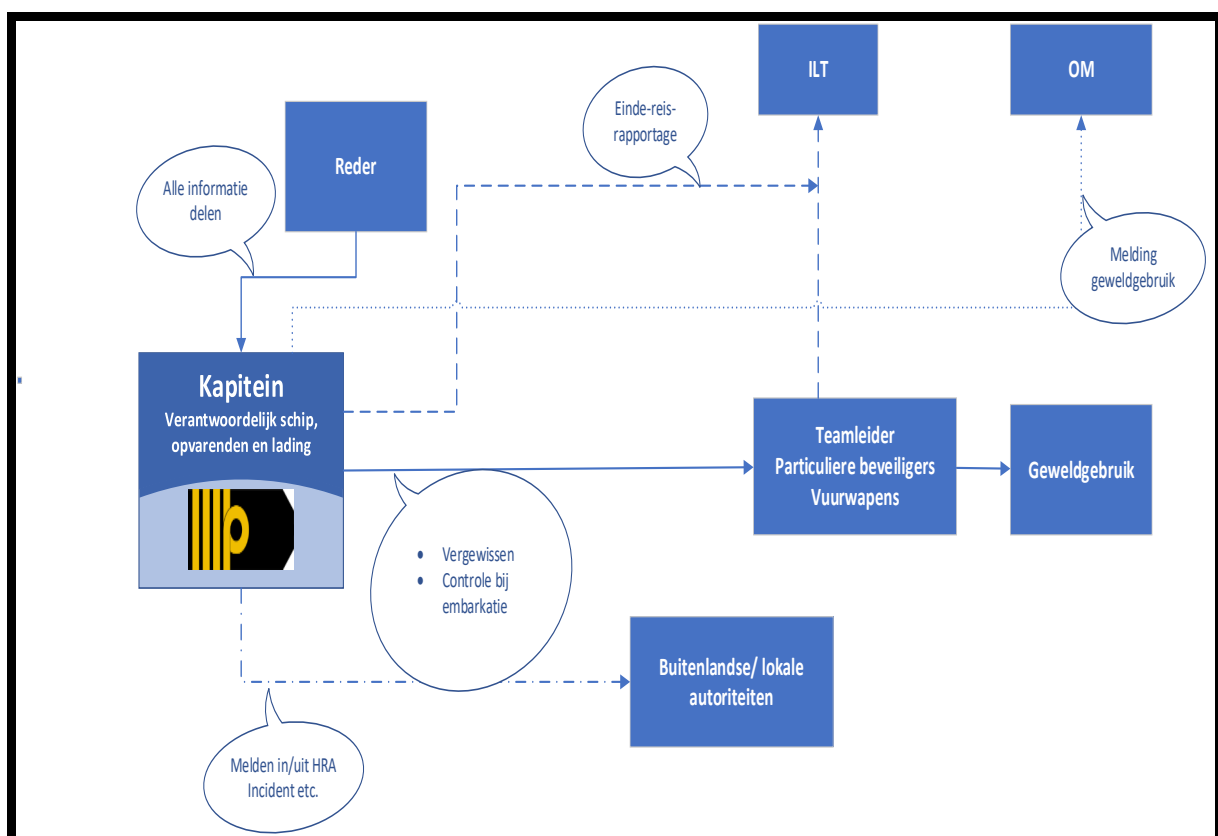 ILT
OM
Einde-reis-
rapportage
Reder
Alle informatie
delen
Melding
geweldgebruik
Kapitein
Verantwoordelijk schip,
opvarenden en lading
Teamleider
Particuliere beveiligers
Vuurwapens
Geweldgebruik
• Vergewissen
• Controle bij
embarkatie
Buitenlandse/ lokale
autoriteiten
Melden in/uit HRA
Incident etc.